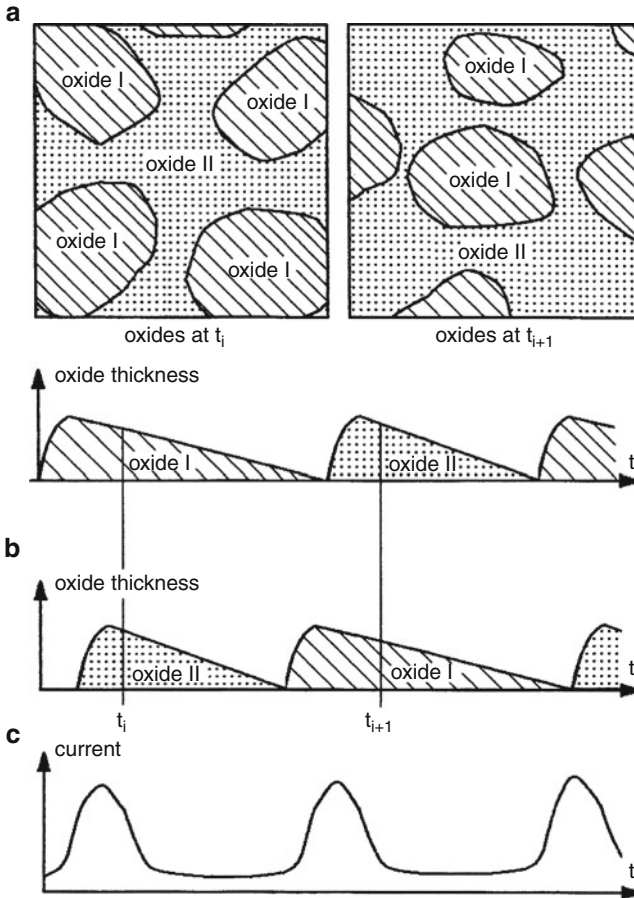 a
oxide I
oxide I
oxide II
oxide I
oxide I
oxide I
oxide I
oxide II
oxides at ti
oxides at ti+1
oxide thickness
oxide I
oxide II
t
b
oxide thickness
oxide II
oxide I
t
ti
ti+1
c
current
t